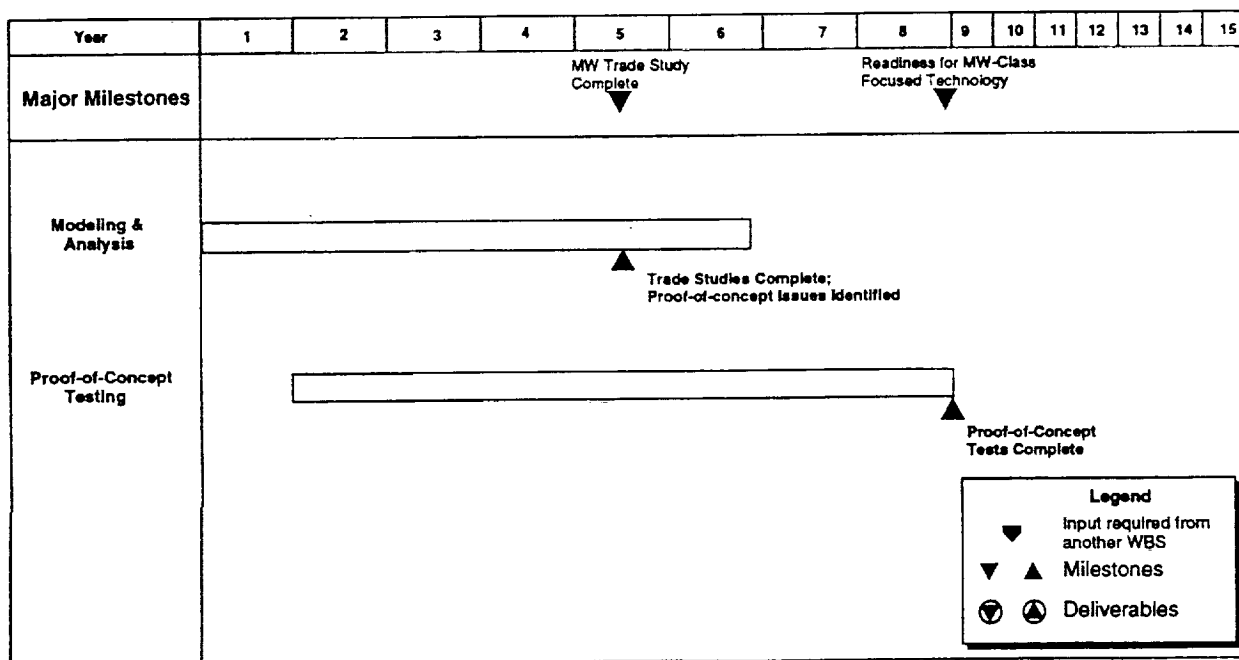 Year 1 2 3 4 5 6 7 8 9 10 11 12 13 14 15
Major Milestones
MW Trade Study
Complete
Readiness for MW-Class
Focused Technology
Modeling &
Analysis
Trade Studies Complete;
Proof-of-concept Issues Identified
Proof-of-Concept
Testing
Proof-of-Concept
Tests Complete
Legend
Input required from
another WBS
Milestones
Deliverables